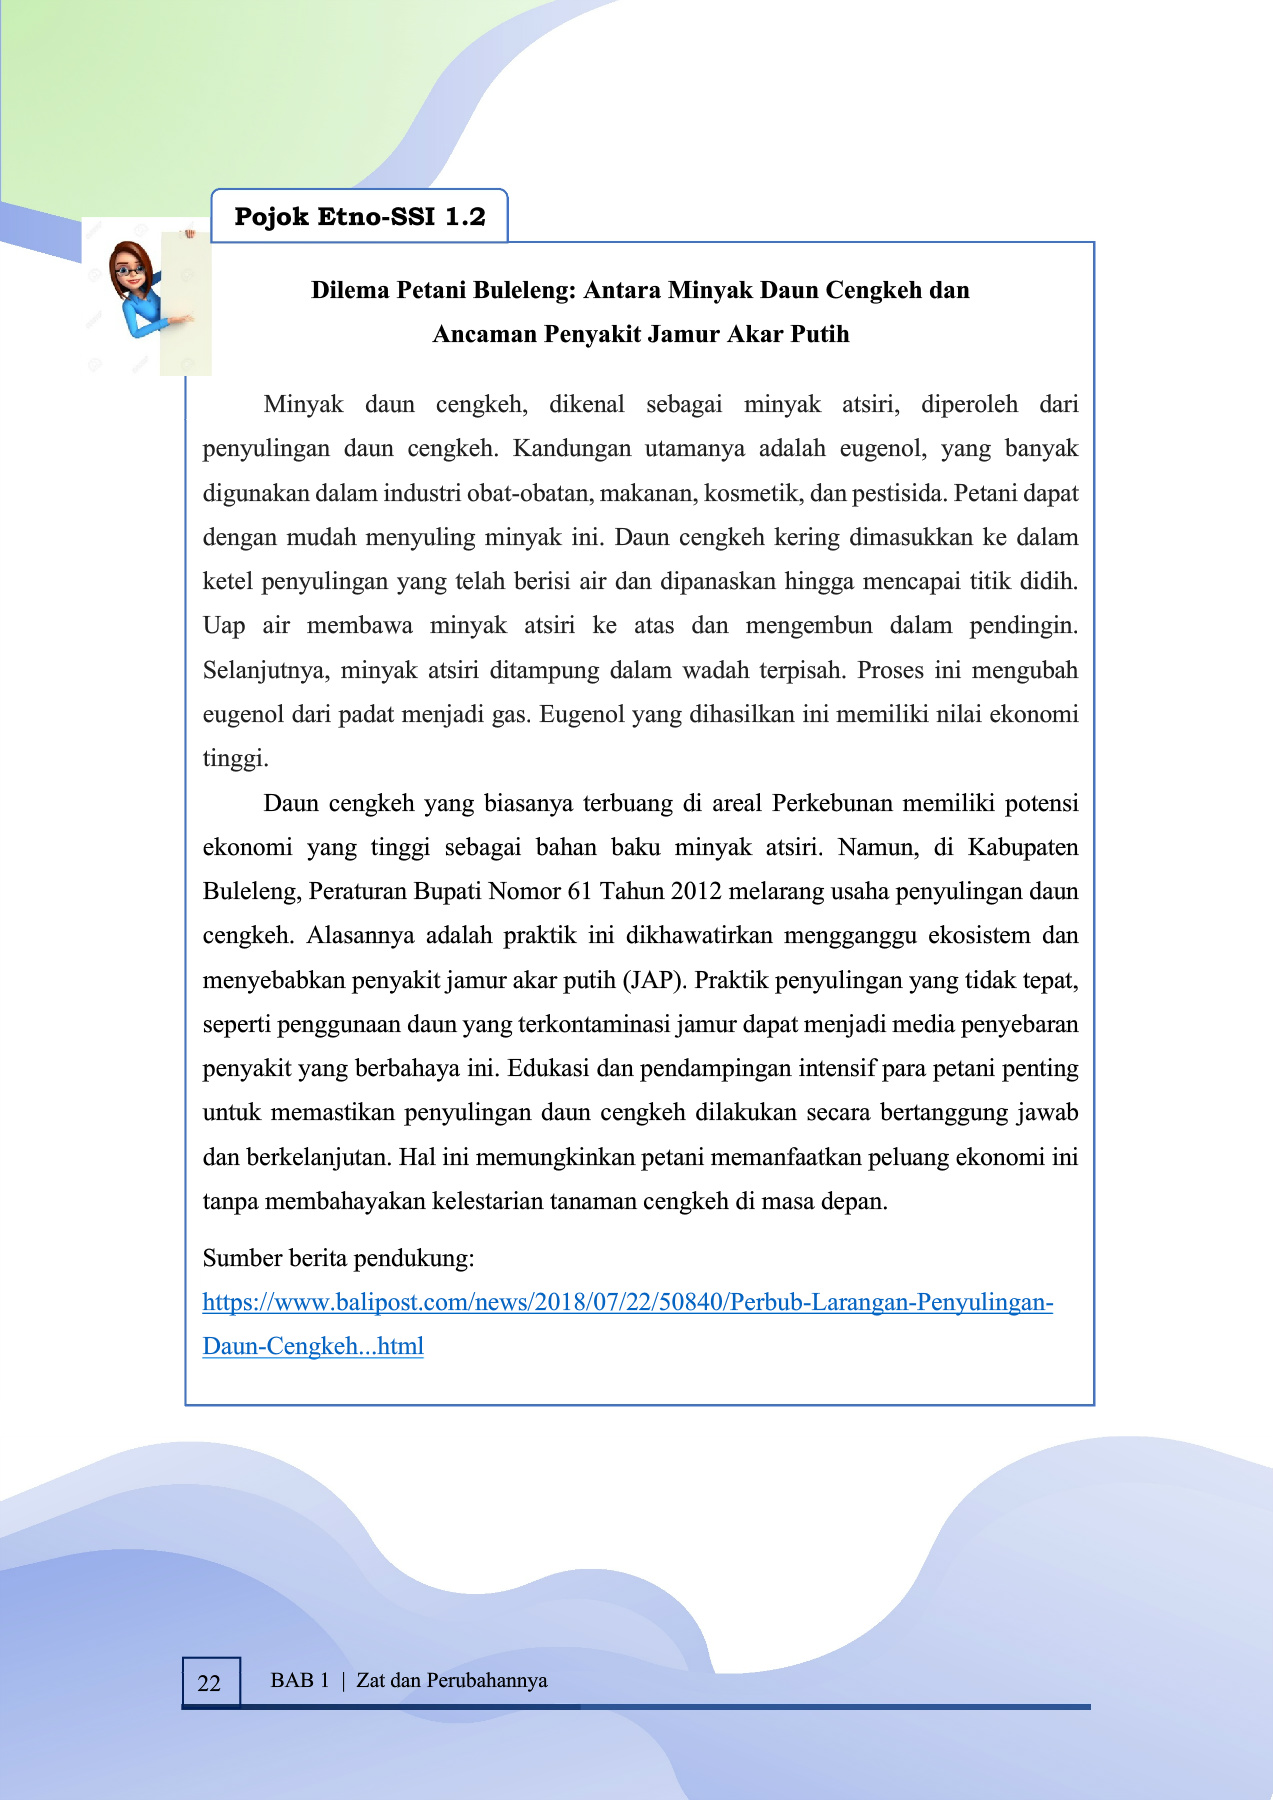 Pojok Etno-SSI 1.2
Dilema Petani Buleleng: Antara Minyak Daun Cengkeh dan
Ancaman Penyakit Jamur Akar Putih
Minyak daun cengkeh, dikenal sebagai minyak atsiri, diperoleh dari
penyulingan daun cengkeh. Kandungan utamanya adalah eugenol, yang banyak
digunakan dalam industri obat-obatan, makanan, kosmetik, dan pestisida. Petani dapat
dengan mudah menyuling minyak ini. Daun cengkeh kering dimasukkan ke dalam
ketel penyulingan yang telah berisi air dan dipanaskan hingga mencapai titik didih.
Uap air membawa minyak atsiri ke atas dan mengembun dalam pendingin.
Selanjutnya, minyak atsiri ditampung dalam wadah terpisah. Proses ini mengubah
eugenol dari padat menjadi gas. Eugenol yang dihasilkan ini memiliki nilai ekonomi
tinggi.
Daun cengkeh yang biasanya terbuang di areal Perkebunan memiliki potensi
ekonomi yang tinggi sebagai bahan baku minyak atsiri. Namun, di Kabupaten
Buleleng, Peraturan Bupati Nomor 61 Tahun 2012 melarang usaha penyulingan daun
cengkeh. Alasannya adalah praktik ini dikhawatirkan mengganggu ekosistem dan
menyebabkan penyakit jamur akar putih (JAP). Praktik penyulingan yang tidak tepat,
seperti penggunaan daun yang terkontaminasi jamur dapat menjadi media penyebaran
penyakit yang berbahaya ini. Edukasi dan pendampingan intensif para petani penting
untuk memastikan penyulingan daun cengkeh dilakukan secara bertanggung jawab
dan berkelanjutan. Hal ini memungkinkan petani memanfaatkan peluang ekonomi ini
tanpa membahayakan kelestarian tanaman cengkeh di masa depan.
Sumber berita pendukung:
https://www.balipost.com/news/2018/07/22/50840/Perbub-Larangan-Penyulingan-
Daun-Cengkeh...html
22
BAB 1 | Zat dan Perubahannya